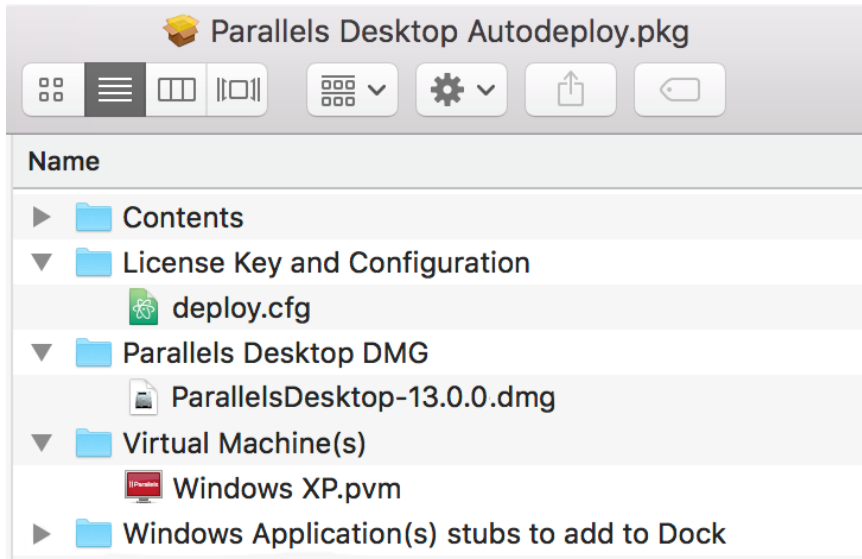 Parallels Desktop Autodeploy.pkg
Name
Contents
License Key and Configuration
deploy.cfg
Parallels Desktop DMG
ParallelsDesktop-13.0.0.dmg
Virtual Machine(s)
|| Parallels
Windows XP.pvm
Windows Application(s) stubs to add to Dock